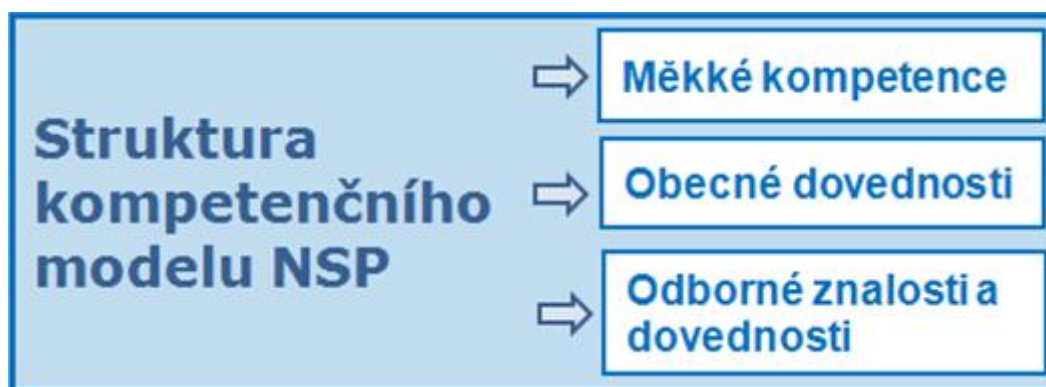 Struktura
kompetenčního
modelu NSP
Měkké kompetence
Obecné dovednosti
Odborné znalosti a
dovednosti